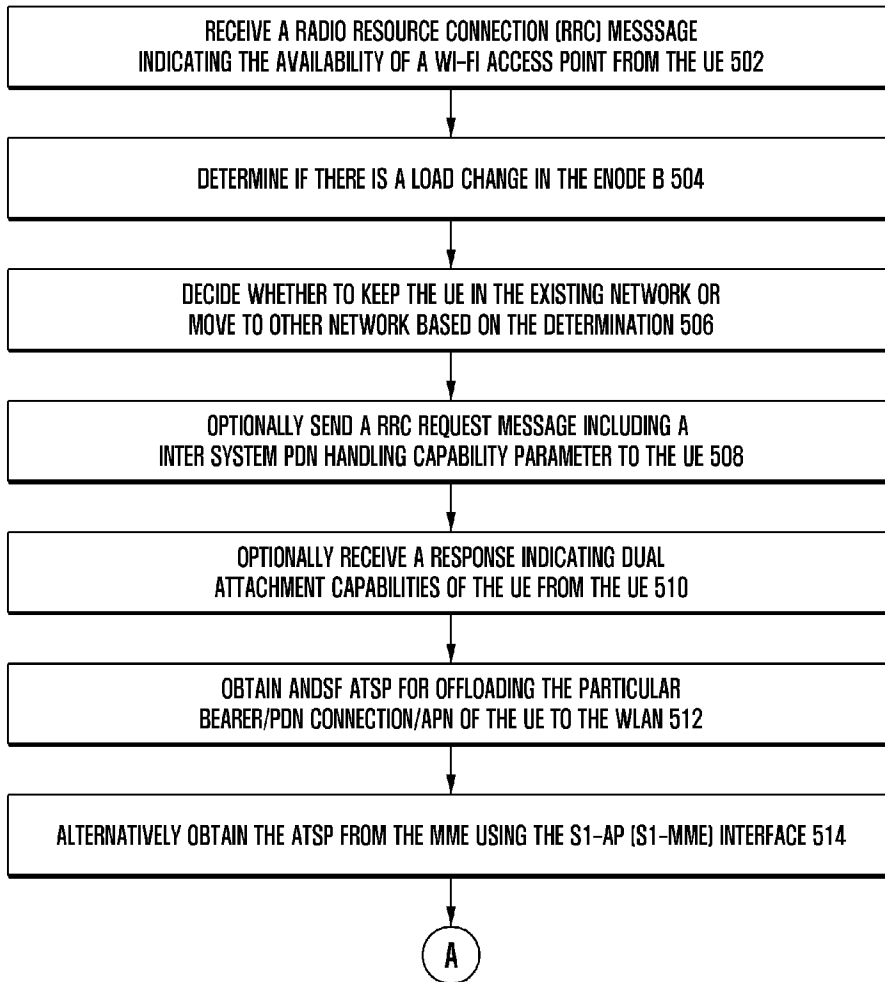 RECEIVE A RADIO RESOURCE CONNECTION (RRC) MESSSAGE
INDICATING THE AVAILABILITY OF A WI-FI ACCESS POINT FROM THE UE 502
DETERMINE IF THERE IS A LOAD CHANGE IN THE ENODE B 504
DECIDE WHETHER TO KEEP THE UE IN THE EXISTING NETWORK OR
MOVE TO OTHER NETWORK BASED ON THE DETERMINATION 506
OPTIONALLY SEND A RRC REQUEST MESSAGE INCLUDING A
INTER SYSTEM PDN HANDLING CAPABILITY PARAMETER TO THE UE 508
OPTIONALLY RECEIVE A RESPONSE INDICATING DUAL
ATTACHMENT CAPABILITIES OF THE UE FROM THE UE 510
OBTAIN ANDSF ATSP FOR OFFLOADING THE PARTICULAR
BEARER/PDN CONNECTION/APN OF THE UE TO THE WLAN 512
ALTERNATIVELY OBTAIN THE ATSP FROM THE MME USING THE S1-AP (S1-MME) INTERFACE 514
A